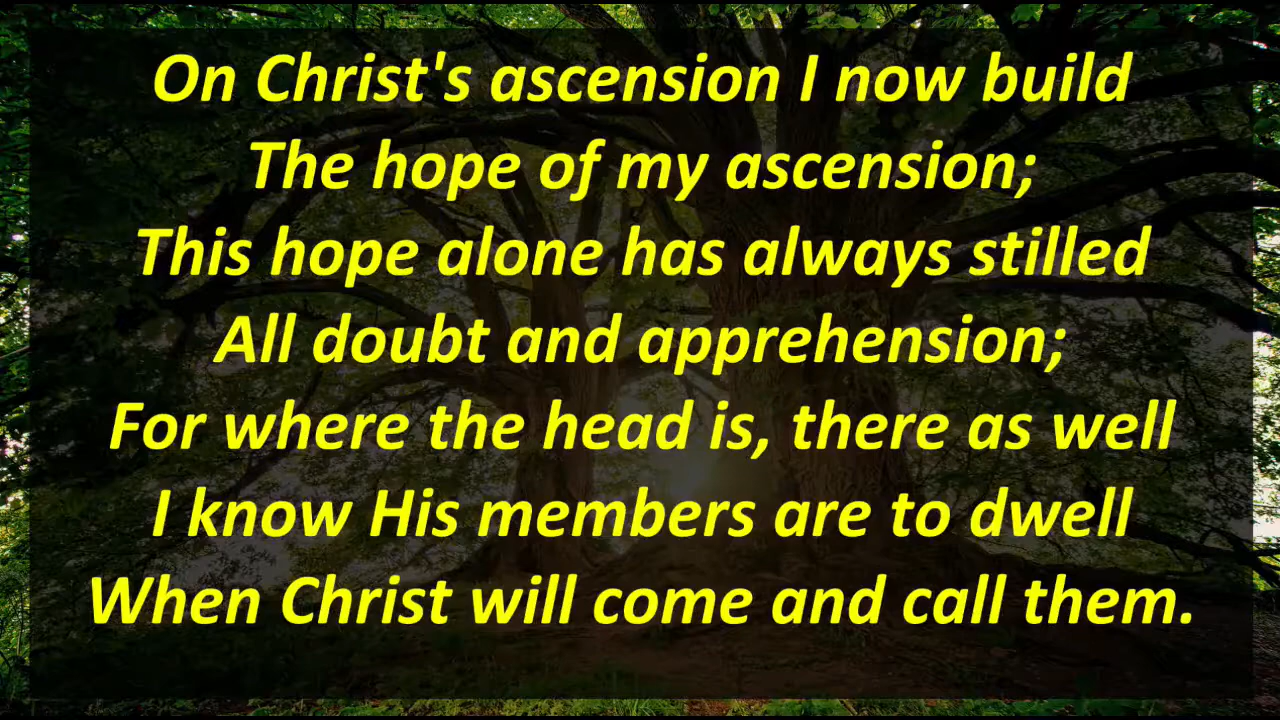 On Christ's ascension I now build
The hope of my ascension;
This hope alone has always stilled
All doubt and apprehension;
For where the head is, there as well
I know His members are to dwell
When Christ will come and call them.